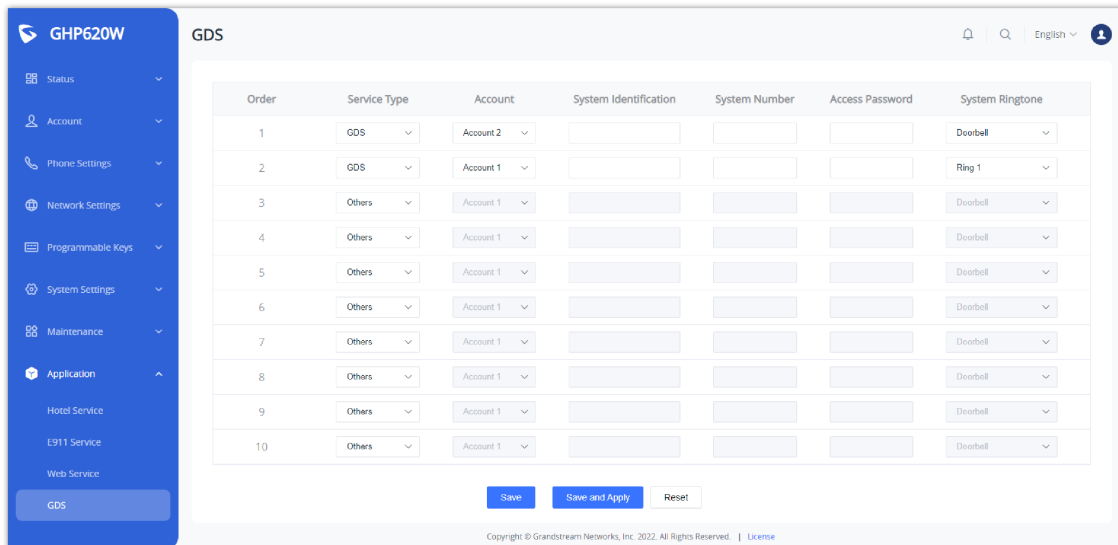 GHP620W
GDS
English
Status
Account
Phone Settings
Network Settings
Programmable Keys
System Settings
Maintenance
Application
Hotel Service
E911 Service
Web Service
GDS
Order Service Type Account System Identification System Number Access Password System Ringtone
1 GDS Account 2 Doorbell
2 GDS Account 1 Ring 1
3 Others Account 1 Doorbell
4 Others Account 1 Doorbell
5 Others Account 1 Doorbell
6 Others Account 1 Doorbell
7 Others Account 1 Doorbell
8 Others Account 1 Doorbell
9 Others Account 1 Doorbell
10 Others Account 1 Doorbell
Save Save and Apply Reset
Copyright © Grandstream Networks, Inc. 2022. All Rights Reserved. | License